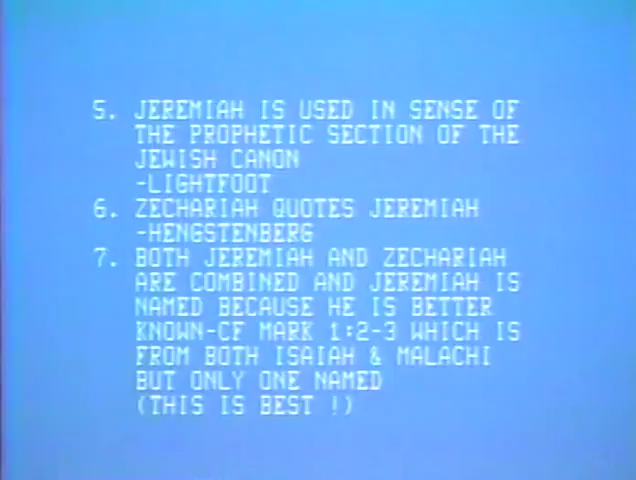 5. JEREMIAH IS USED IN SENSE OF
THE PROPHETIC SECTION OF THE
JEWISH CANON
-LIGHTFOOT
6. ZECHARIAH QUOTES JEREMIAH
-HENGSTENBERG
7. BOTH JEREMIAH AND ZECHARIAH
ARE COMBINED AND JEREMIAH IS
NAMED BECAUSE HE IS BETTER
KNOWN-CF MARK 1:2-3 WHICH IS
FROM BOTH ISAIAH & MALACHI
BUT ONLY ONE NAMED
(THIS IS BEST !)